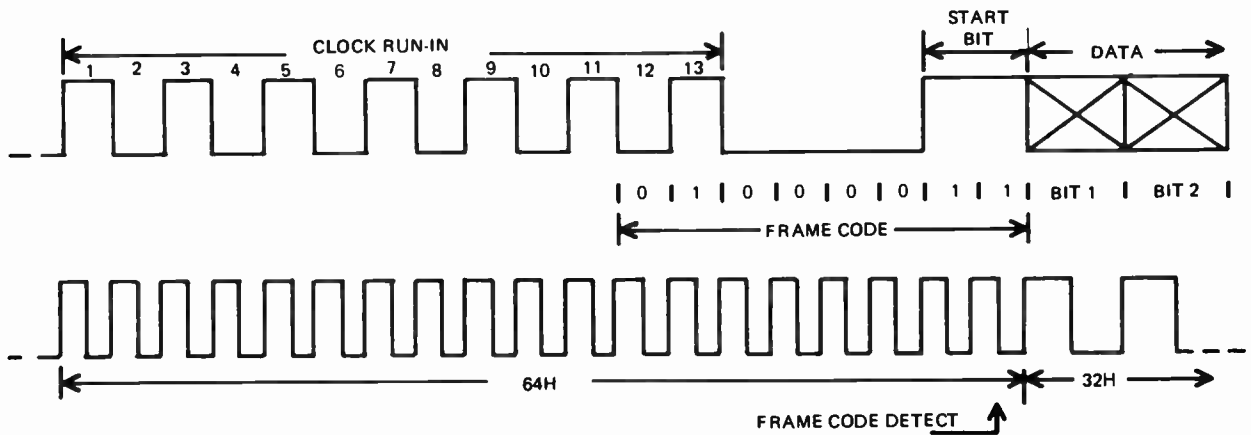 START
BIT
CLOCK RUN-IN
DATA
1 2 3 4 5 6 7 8 9 10 11 12 13
| 0 | 1 | 0 | 0 | 0 | 0 | 1 | 1 | BIT 1 | BIT 2 |
FRAME CODE
64H
32H
FRAME CODE DETECT